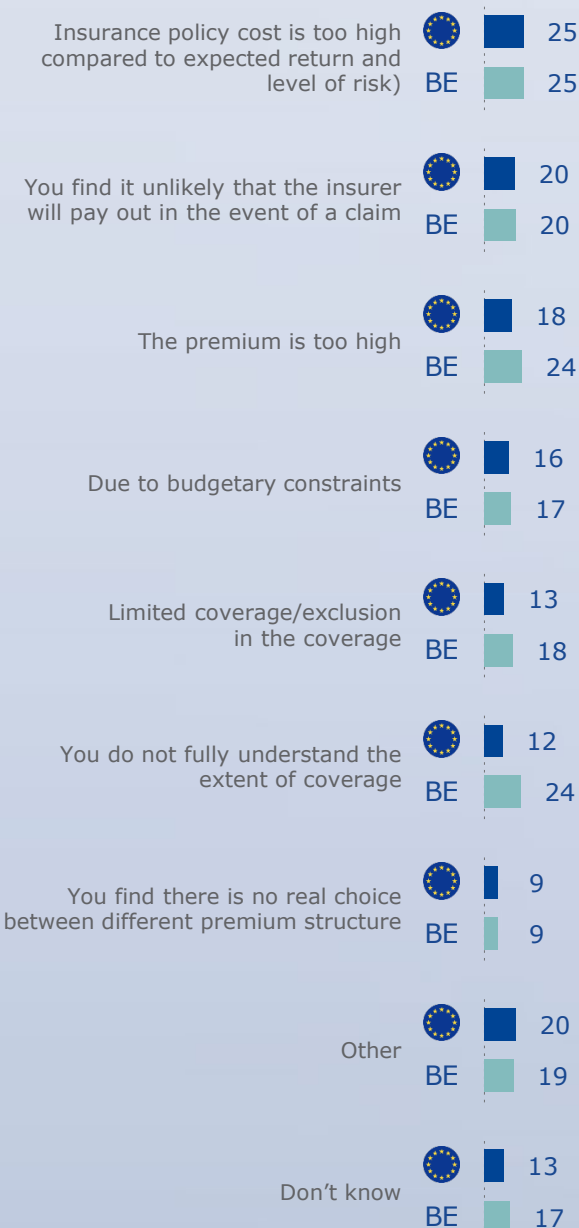 Insurance policy cost is too high
compared to expected return and
level of risk)
25
BE 25
You find it unlikely that the insurer
will pay out in the event of a claim
20
BE 20
The premium is too high
18
BE 24
Due to budgetary constraints
16
BE 17
Limited coverage/exclusion
in the coverage
13
BE 18
You do not fully understand the
extent of coverage
12
BE 24
You find there is no real choice
between different premium structure
9
BE 9
Other
20
BE 19
Don't know
13
BE 17